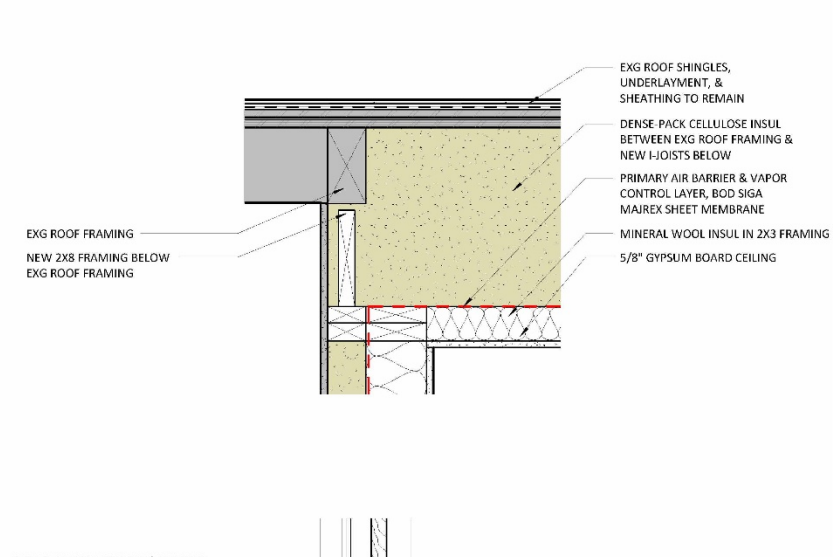 EXG ROOF SHINGLES,
UNDERLAYMENT, &
SHEATHING TO REMAIN
DENSE-PACK CELLULOSE INSUL
BETWEEN EXG ROOF FRAMING &
NEW I-JOISTS BELOW
PRIMARY AIR BARRIER & VAPOR
CONTROL LAYER, BOD SIGA
MAJREX SHEET MEMBRANE
MINERAL WOOL INSUL IN 2X3 FRAMING
5/8" GYPSUM BOARD CEILING
EXG ROOF FRAMING
NEW 2X8 FRAMING BELOW
EXG ROOF FRAMING